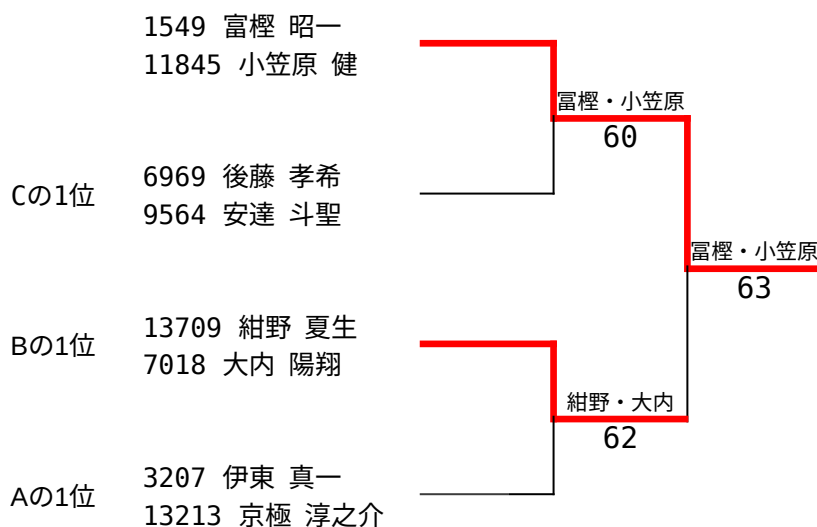 1549 富樫 昭一
11845 小笠原 健
冨樫・小笠原
60
Cの1位
6969 後藤 孝希
9564 安達 斗聖
冨樫・小笠原
63
Bの1位
13709 紺野 夏生
7018 大内 陽翔
紺野・大内
62
Aの1位
3207 伊東 真一
13213 京極 淳之介